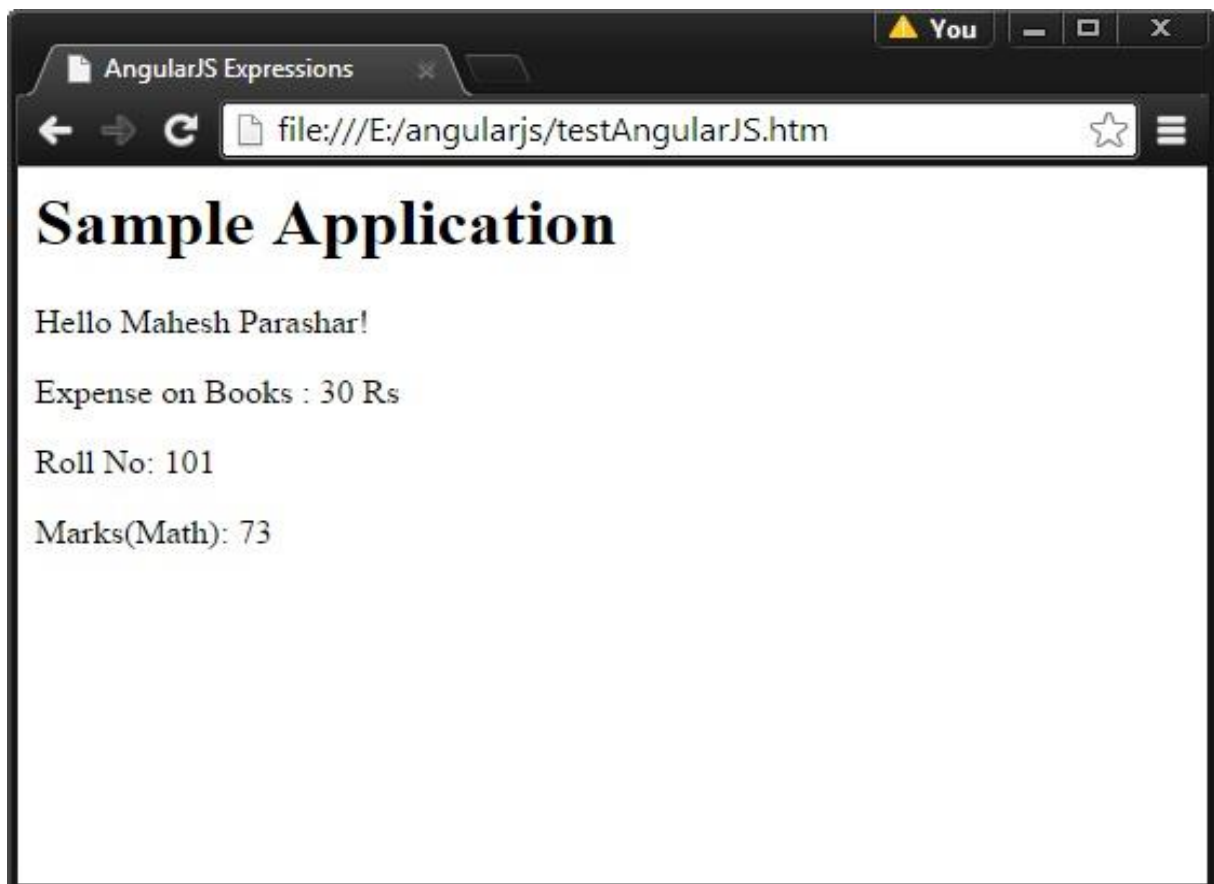 You
AngularJS Expressions
file:///E:/angularjs/testAngularJS.htm
Sample Application
Hello Mahesh Parashar!
Expense on Books : 30 Rs
Roll No: 101
Marks(Math): 73